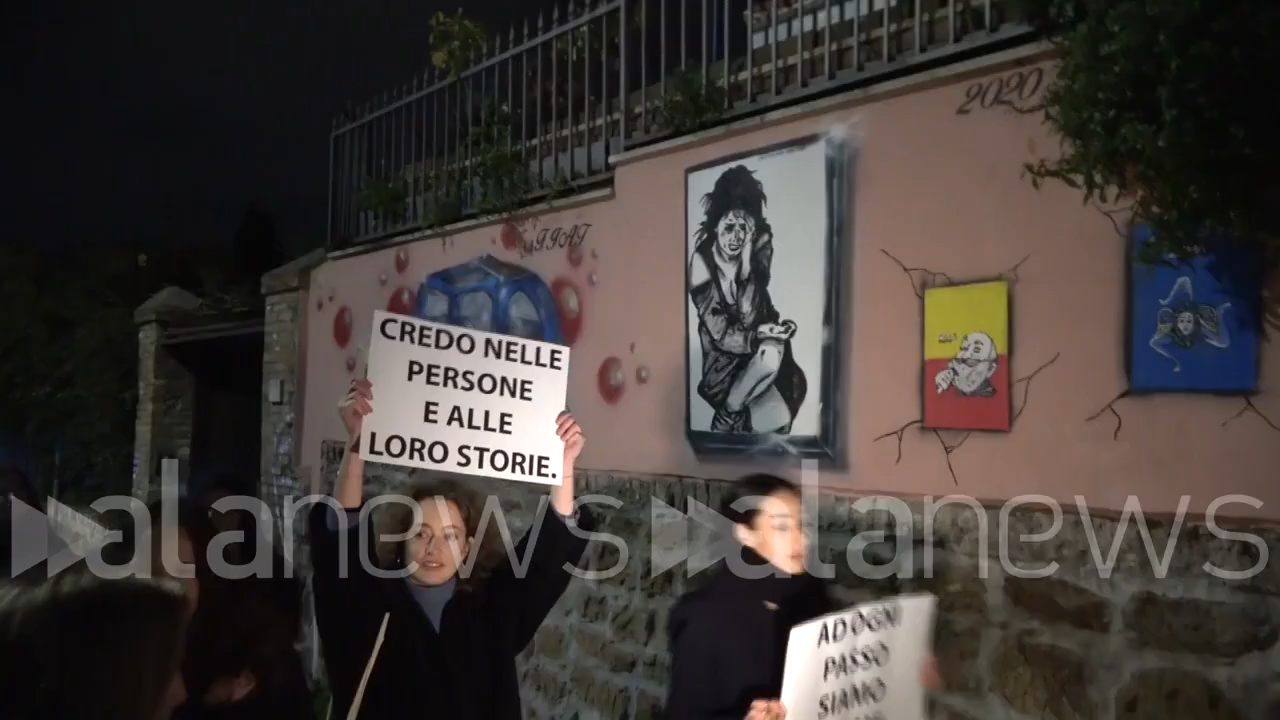 2020
CREDO NELLE
PERSONE
E ALLE
LORO STORIE.
alanews alanews
AD OGNI
PASSO
SIAMO